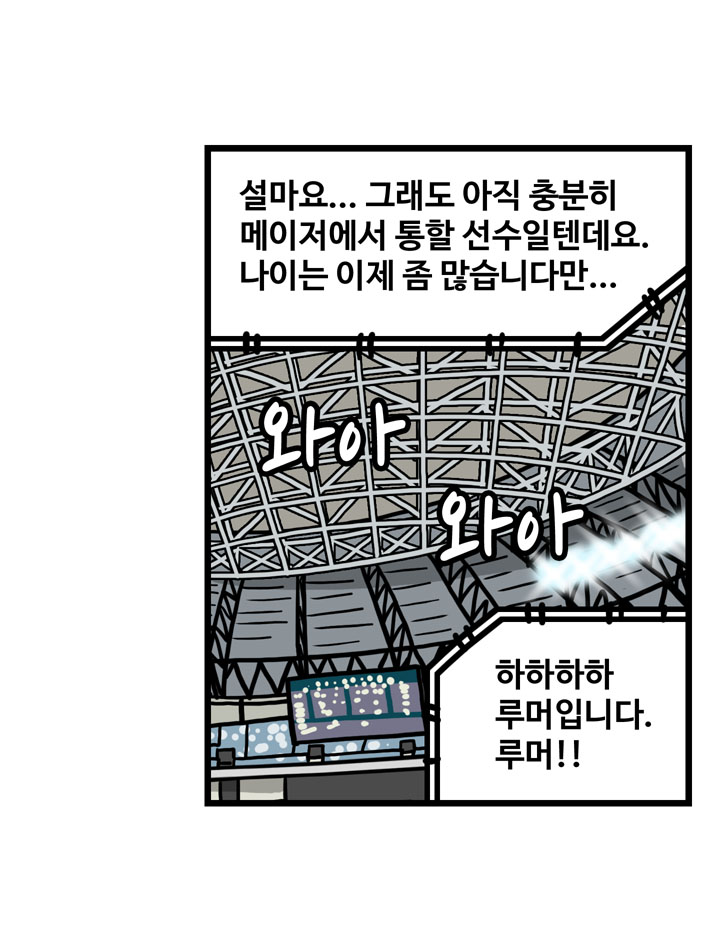 설마요... 그래도 아직 충분히
메이저에서 통할 선수일텐데요.
나이는 이제 좀 많습니다만...
와아
와아
하하하하
루머입니다.
루머!!